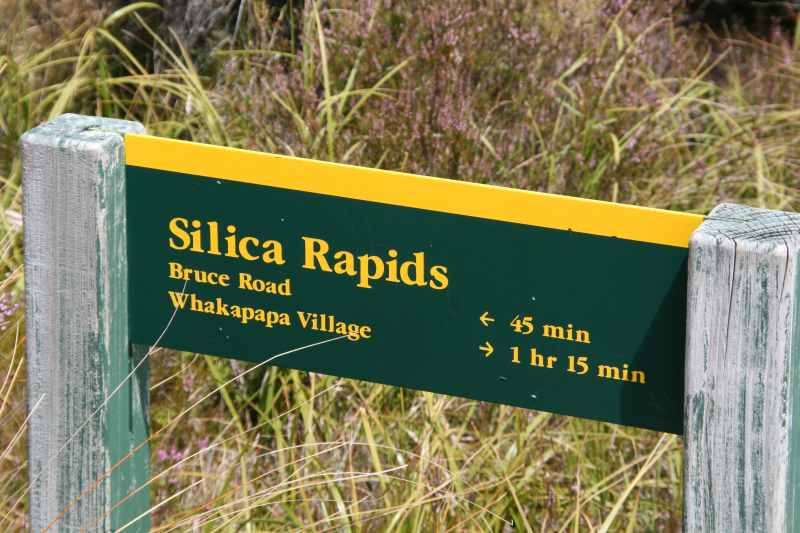 Silica Rapids
Bruce Road ← 45 min
Whakapapa Village → 1 hr 15 min